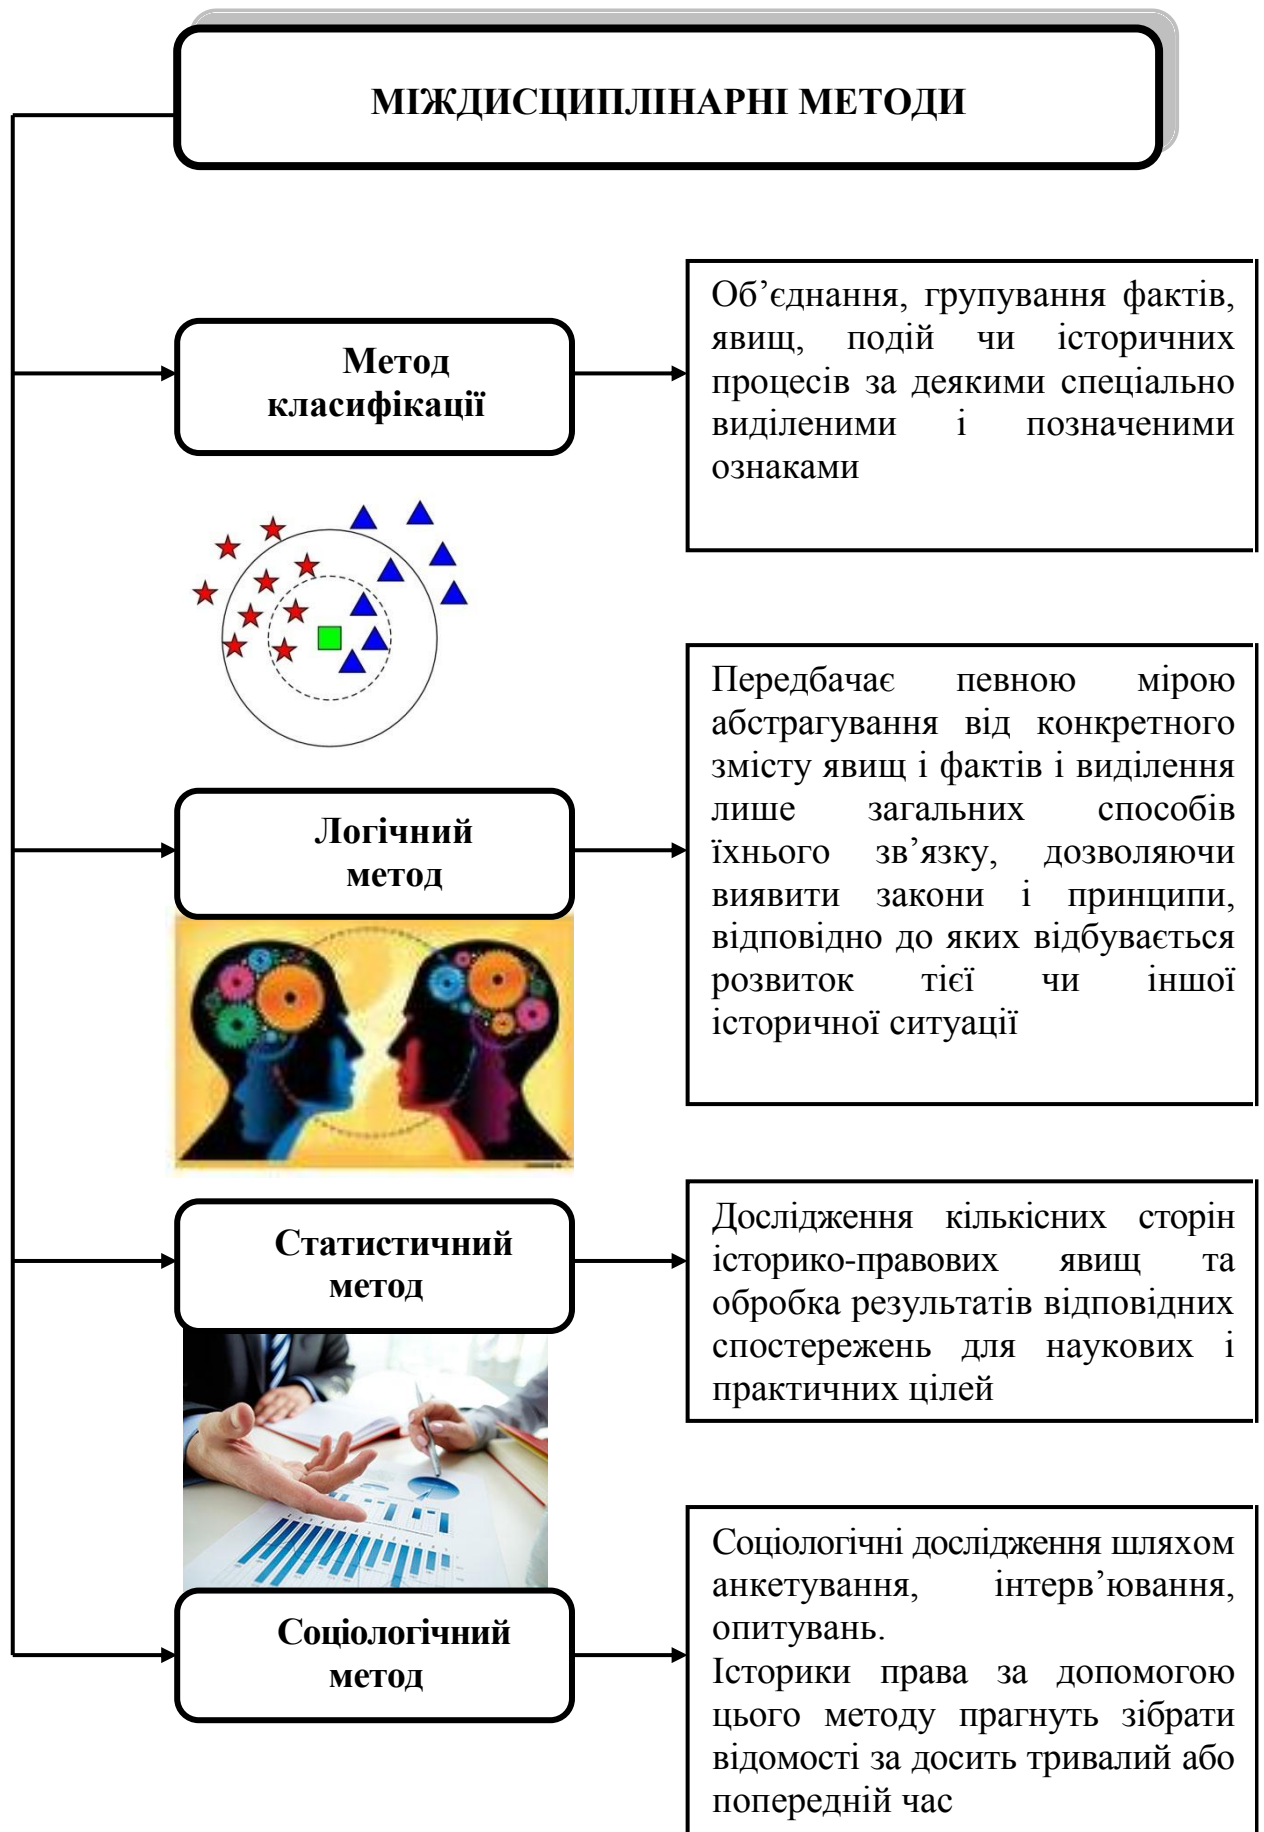 МІЖДИСЦИПЛІНАРНІ МЕТОДИ
Метод
класифікації
Об’єднання, групування фактів,
явищ, подій чи історичних
процесів за деякими спеціально
виділеними і позначеними
ознаками
Логічний
метод
Передбачає певною мірою
абстрагування від конкретного
змісту явищ і фактів і виділення
лише загальних способів
їхнього зв’язку, дозволяючи
виявити закони і принципи,
відповідно до яких відбувається
розвиток тієї чи іншої
історичної ситуації
Статистичний
метод
Дослідження кількісних сторін
історико-правових явищ та
обробка результатів відповідних
спостережень для наукових і
практичних цілей
Соціологічний
метод
Соціологічні дослідження шляхом
анкетування, інтерв’ювання,
опитувань.
Історики права за допомогою
цього методу прагнуть зібрати
відомості за досить тривалий або
попередній час